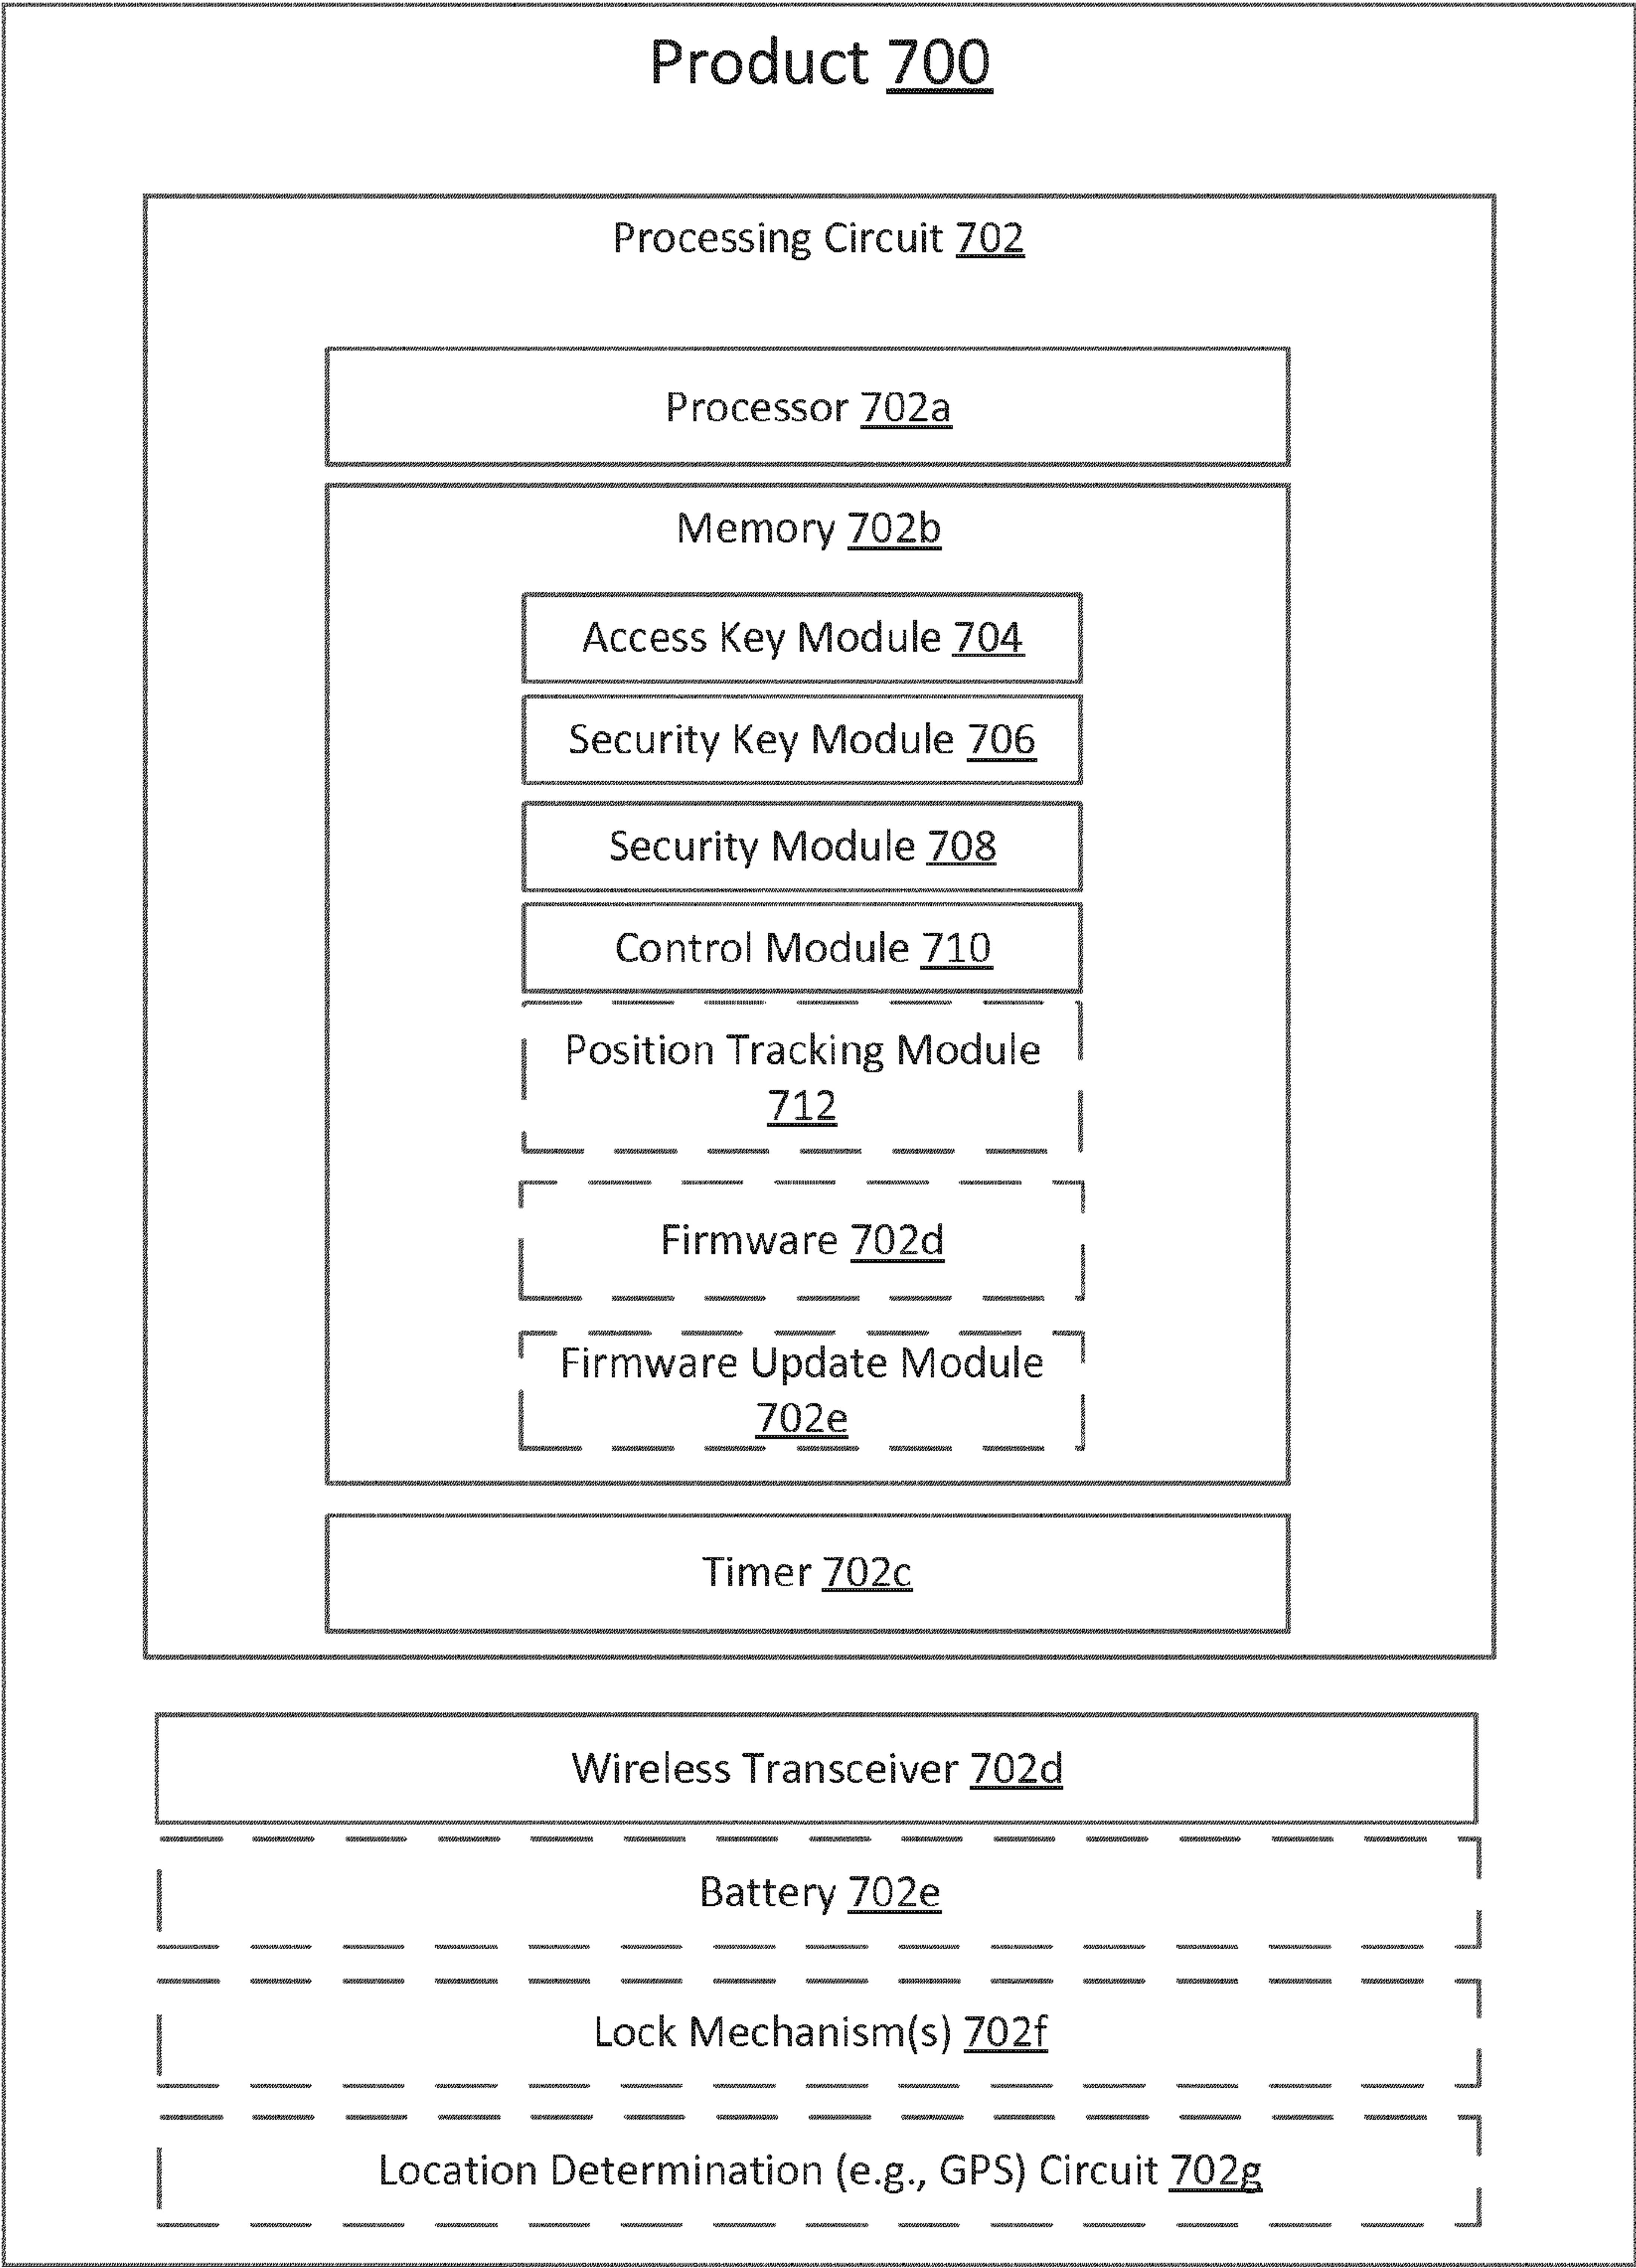 Product 700
Processing Circuit 702
Processor 702a
Memory 702b
Access Key Module 704
Security Key Module 706
Security Module 708
Control Module 710
Position Tracking Module
712
Firmware 702d
Firmware Update Module
702e
Timer 702c
Wireless Transceiver 702d
Battery 702e
Lock Mechanism(s) 702f
Location Determination (e.g., GPS) Circuit 702g